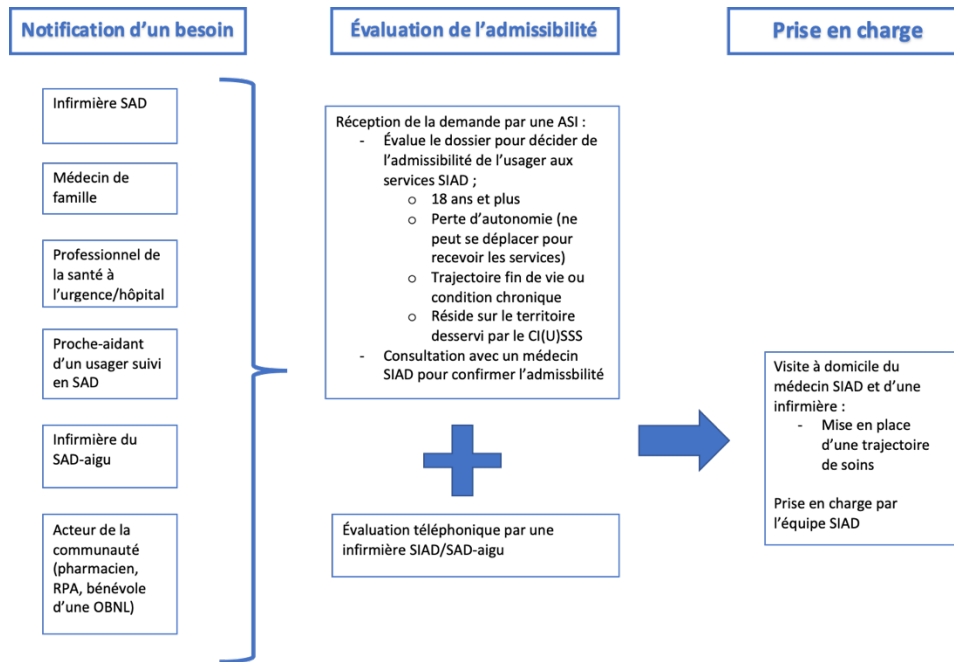 Notification d'un besoin
Évaluation de l'admissibilité
Prise en charge
Infirmière SAD
Médecin de
famille
Professionnel de
la santé à
l'urgence/hôpital
Proche-aidant
d'un usager suivi
en SAD
Infirmière du
SAD-aigu
Acteur de la
communauté
(pharmacien,
RPA, bénévole
d'une OBNL)
Réception de la demande par une ASI :
- Évalue le dossier pour décider de
l'admissibilité de l'usager aux
services SIAD ;
o 18 ans et plus
o Perte d'autonomie (ne
peut se déplacer pour
recevoir les services)
o Trajectoire fin de vie ou
condition chronique
o Réside sur le territoire
desservi par le CI(U)SSS
- Consultation avec un médecin
SIAD pour confirmer l'admissbilité
Évaluation téléphonique par une
infirmière SIAD/SAD-aigu
Visite à domicile du
médecin SIAD et d'une
infirmière :
- Mise en place
d'une trajectoire
de soins
Prise en charge par
l'équipe SIAD